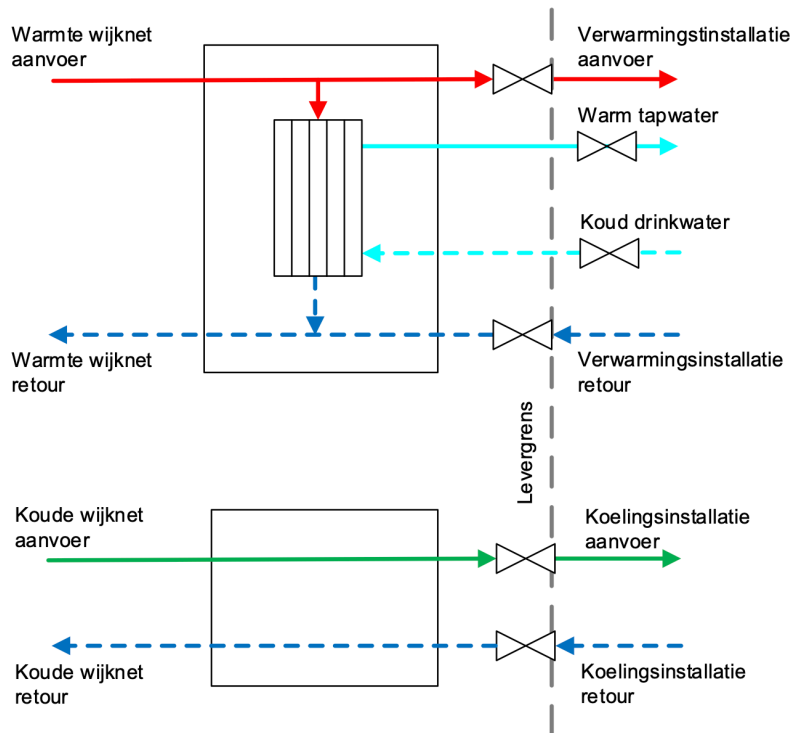 Warmte wijknet
aanvoer
Verwarmingstinstallatie
aanvoer
Warm tapwater
Koud drinkwater
Warmte wijknet
retour
Verwarmingsinstallatie
retour
Levergrens
Koude wijknet
aanvoer
Koelingsinstallatie
aanvoer
Koude wijknet
retour
Koelingsinstallatie
retour